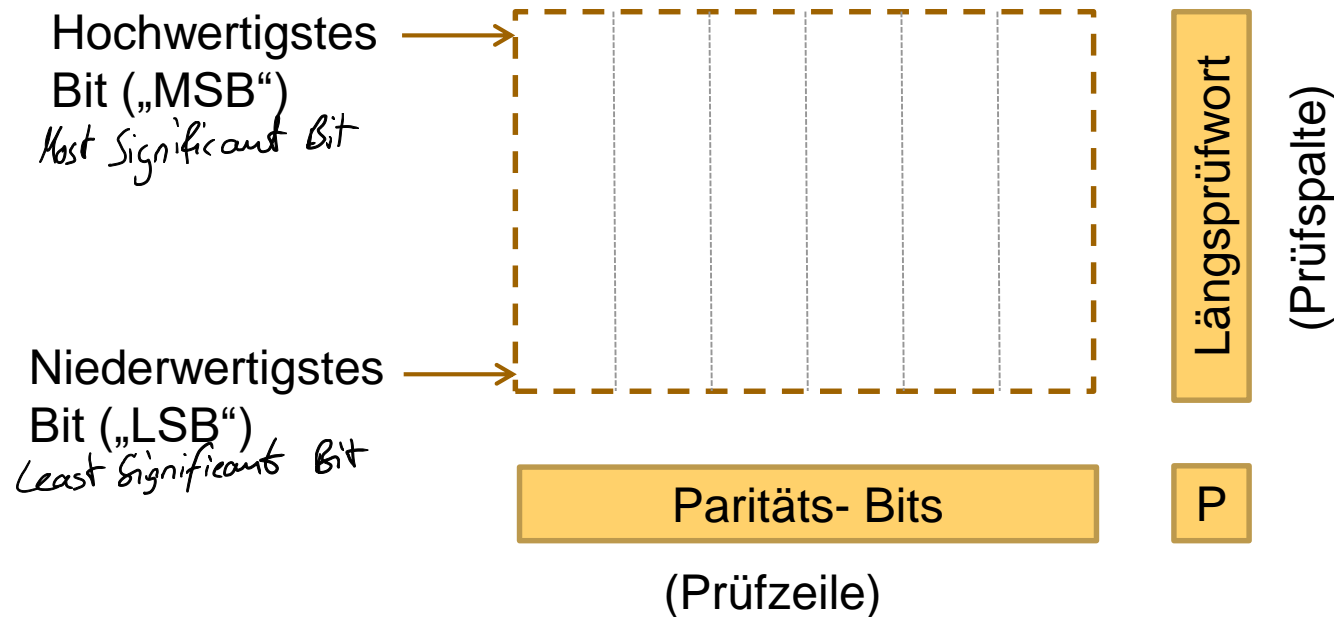 Hochwertigstes
Bit („MSB“)
Most Significant Bit
Niederwertigstes
Bit („LSB“)
Least Significant Bit
Längsprüfwort
(Prüfspalte)
Paritäts- Bits
P
(Prüfzeile)